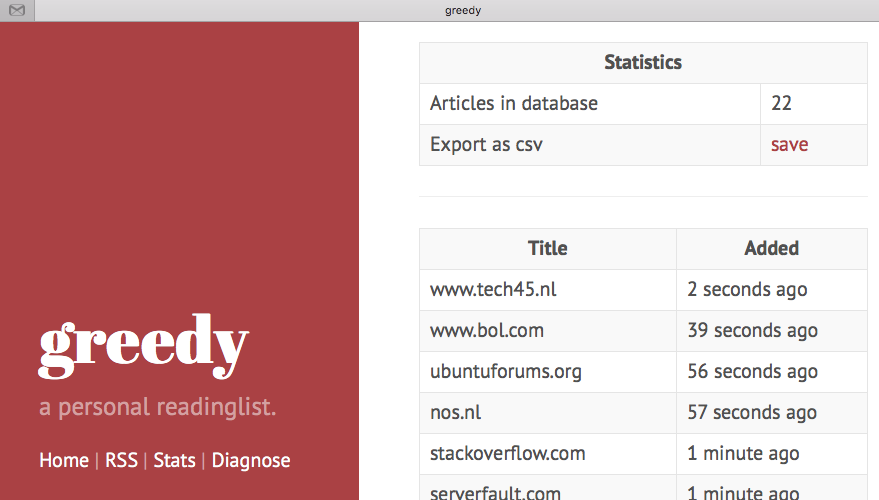 greedy
greedy
a personal readinglist.
Home | RSS | Stats | Diagnose
Statistics
Articles in database 22
Export as csv save
Title Added
www.tech45.nl 2 seconds ago
www.bol.com 39 seconds ago
ubuntuforums.org 56 seconds ago
nos.nl 57 seconds ago
stackoverflow.com 1 minute ago
serverfault.com 1 minute ago